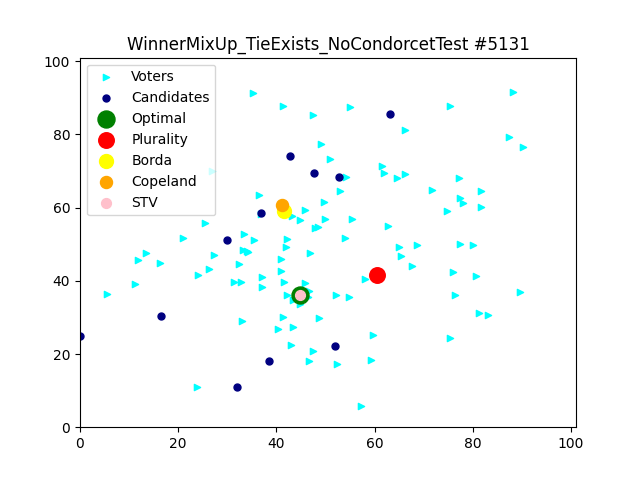 WinnerMixUp_TieExists_NoCondorcetTest #5131
100
80
60
40
20
0
Voters
Candidates
Optimal
Plurality
Borda
Copeland
STV
0 20 40 60 80 100